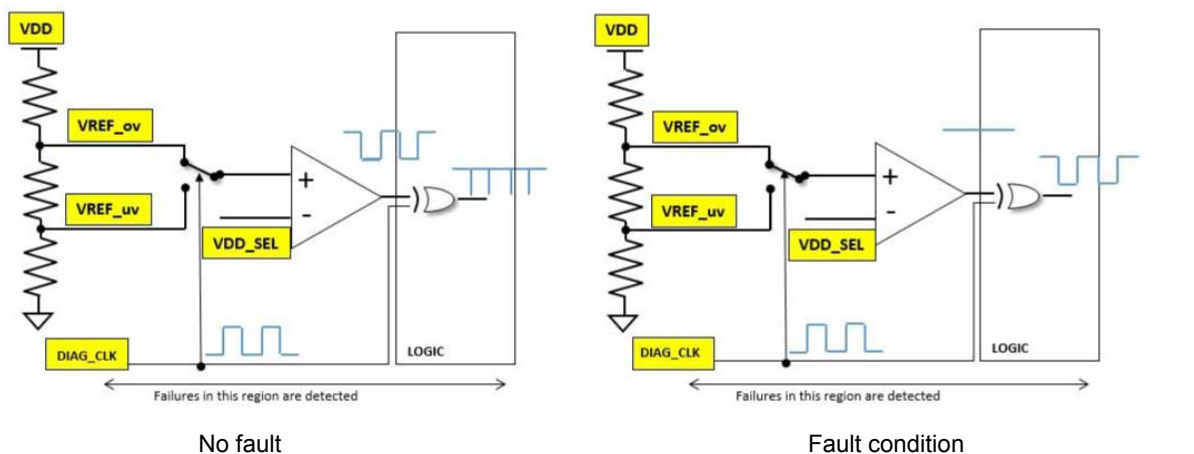 VDD
VREF_ov
VREF_uv
+
-
VDD_SEL
DIAG_CLK
LOGIC
Failures in this region are detected
No fault
VDD
VREF_ov
VREF_uv
+
-
VDD_SEL
DIAG_CLK
LOGIC
Failures in this region are detected
Fault condition